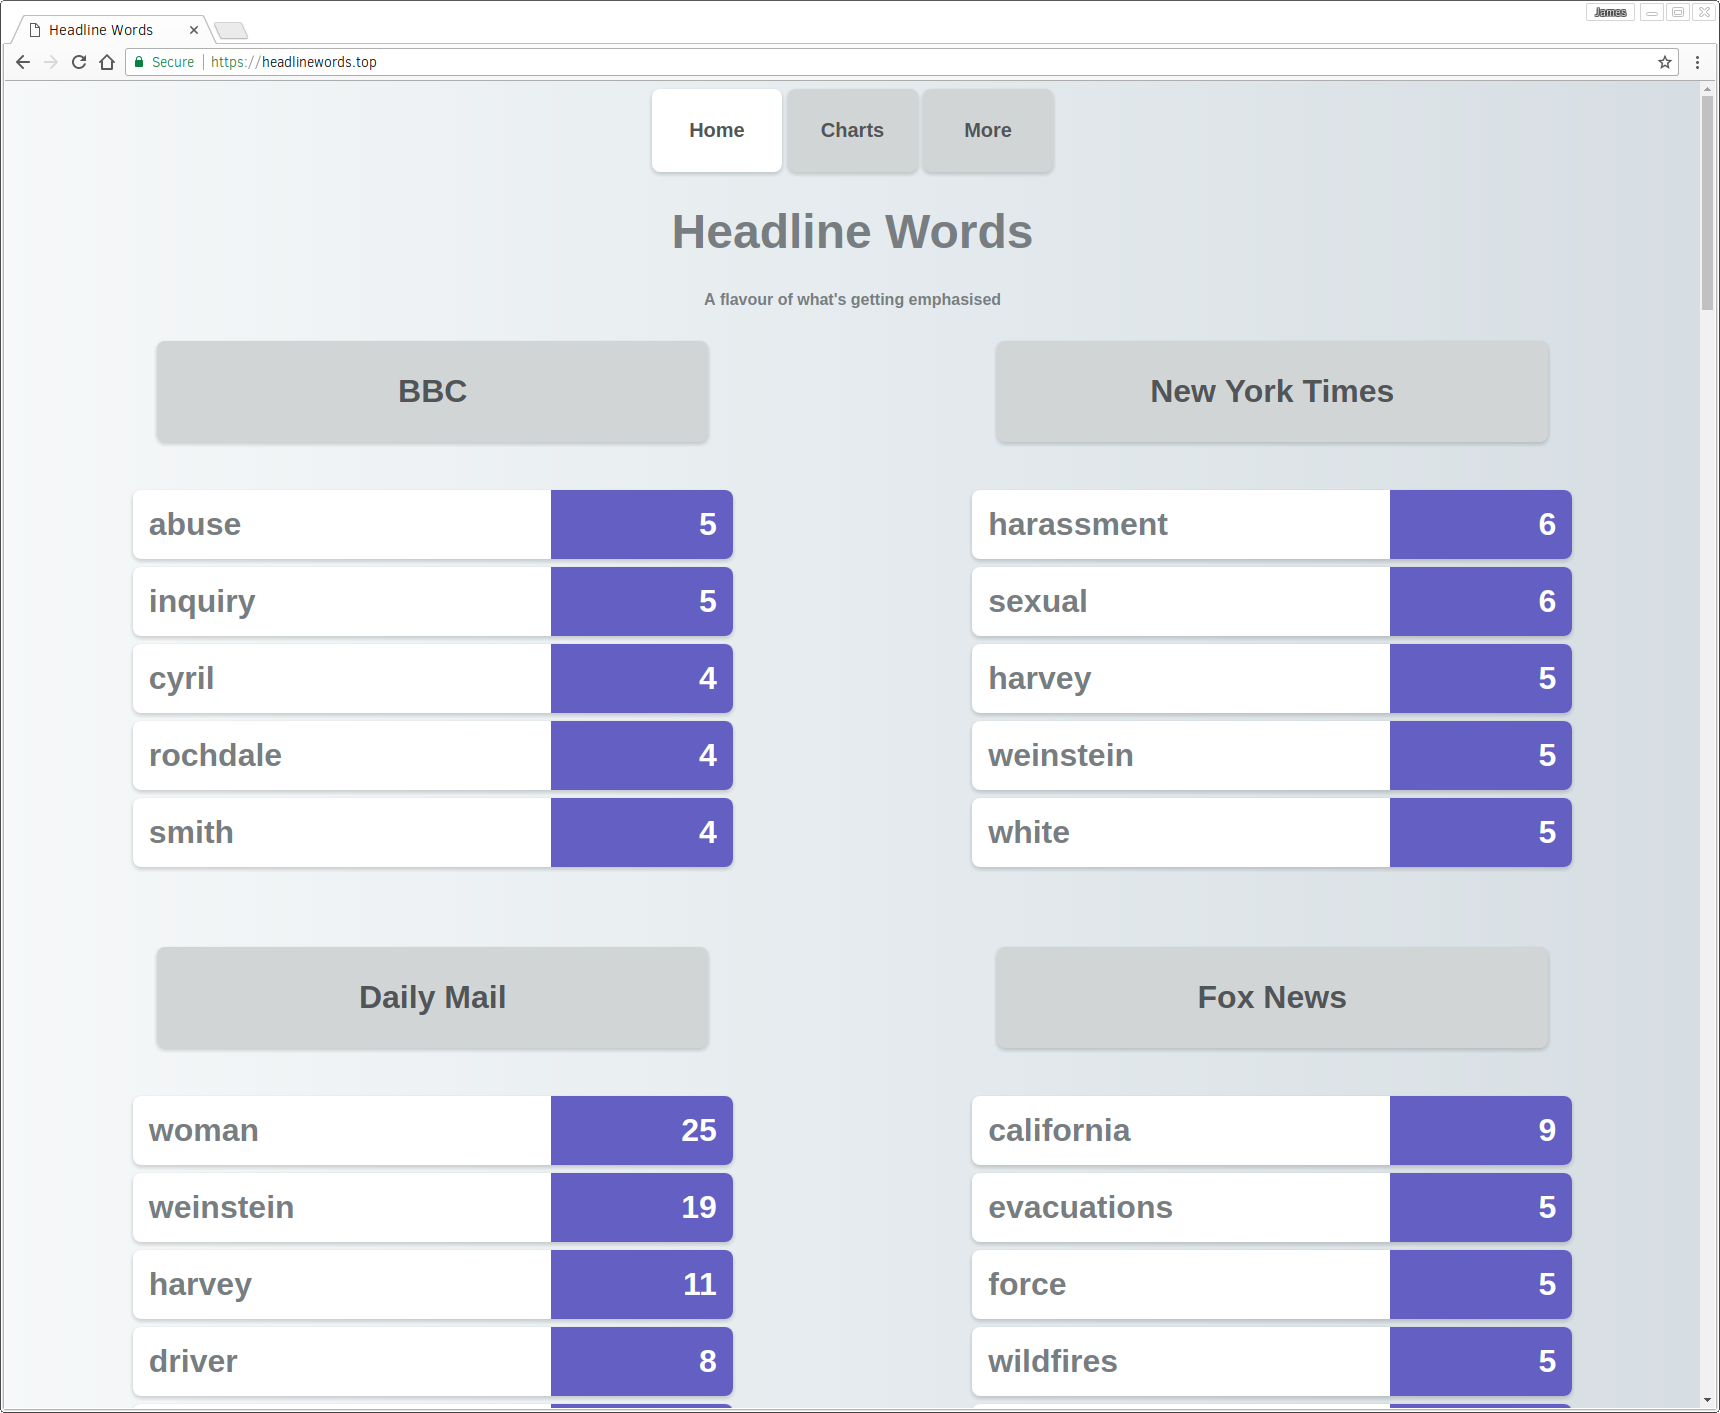 James
Headline Words
Secure https://headlinewords.top
Home Charts More
Headline Words
A flavour of what's getting emphasised
BBC
abuse 5
inquiry 5
cyril 4
rochdale 4
smith 4
New York Times
harassment 6
sexual 6
harvey 5
weinstein 5
white 5
Daily Mail
woman 25
weinstein 19
harvey 11
driver 8
Fox News
california 9
evacuations 5
force 5
wildfires 5